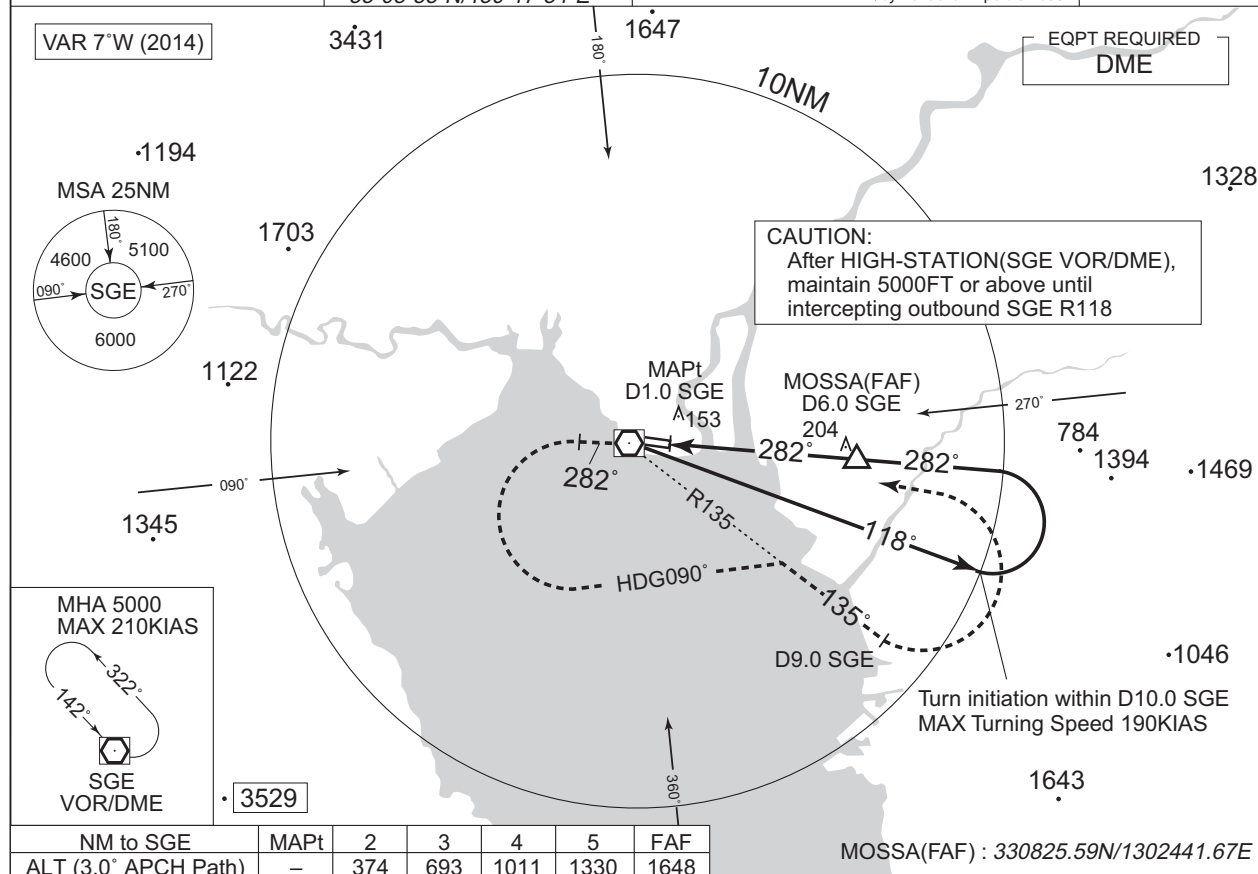 VAR 7°W (2014)
3431
1647
180°
EQPT REQUIRED
DME
10NM
1194
1328
MSA 25NM
180°
4600
5100
090°
SGE
270°
6000
1703
CAUTION:
After HIGH-STATION(SGE VOR/DME),
maintain 5000FT or above until
intercepting outbound SGE R118
1122
MAPt
D1.0 SGE
153
MOSSA(FAF)
D6.0 SGE
204
270°
784
1394
1469
282°
282°
282°
R135
118°
090°
1345
HDG090°
135°
D9.0 SGE
1046
Turn initiation within D10.0 SGE
MAX Turning Speed 190KIAS
MHA 5000
MAX 210KIAS
322°
142°
SGE
VOR/DME
3529
360°
1643
NM to SGE MAPt 2 3 4 5 FAF
ALT (3.0° APCH Path) – 374 693 1011 1330 1648
MOSSA(FAF) : 330825.59N/1302441.67E